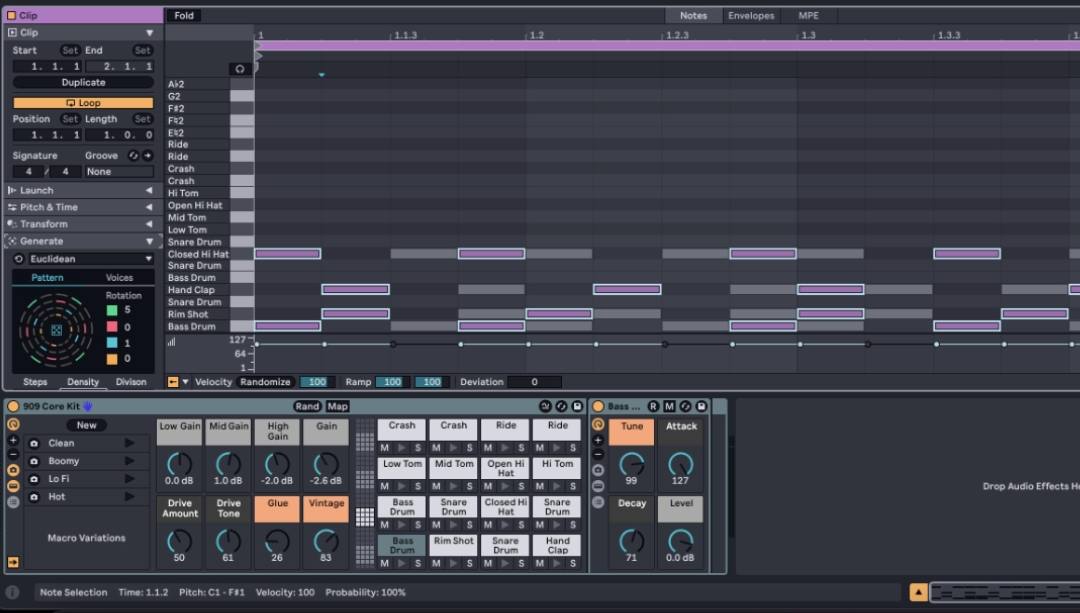 Clip
Fold
Notes Envelopes MPE
Clip
Start Set End Set
1. 1. 1 2. 1. 1
Duplicate
Loop
Position Set Length Set
1. 1. 1 1. 0. 0
Signature Groove
4 / 4 None
Launch
Pitch & Time
Transform
Generate
Euclidean
Pattern Voices
Rotation
5
0
1
0
Steps Density Divison
1 1.1.3 1.2 1.2.3 1.3 1.3.3 1.
A♭2
G2
F#2
F♮2
E♮2
Ride
Ride
Crash
Crash
Hi Tom
Open Hi Hat
Mid Tom
Low Tom
Snare Drum
Closed Hi Hat
Snare Drum
Bass Drum
Hand Clap
Snare Drum
Rim Shot
Bass Drum
127
64
1
Velocity Randomize 100 Ramp 100 100 Deviation 0
909 Core Kit
Rand Map
New
Clean
Boomy
Lo Fi
Hot
Macro Variations
Low Gain Mid Gain High Gain Gain
0.0 dB 1.0 dB -2.0 dB -2.6 dB
Drive Amount Drive Tone Glue Vintage
50 61 26 83
Crash Crash Ride Ride
M S M S M S M S
Low Tom Mid Tom Open Hi Hat Hi Tom
M S M S M S M S
Bass Drum Snare Drum Closed Hi Hat Snare Drum
M S M S M S M S
Bass Drum Rim Shot Snare Drum Hand Clap
M S M S M S M S
Bass ... R M
Tune Attack
99 127
Decay Level
71 0.0 dB
Drop Audio Effects He
Note Selection Time: 1.1.2 Pitch: C1 - F#1 Velocity: 100 Probability: 100%